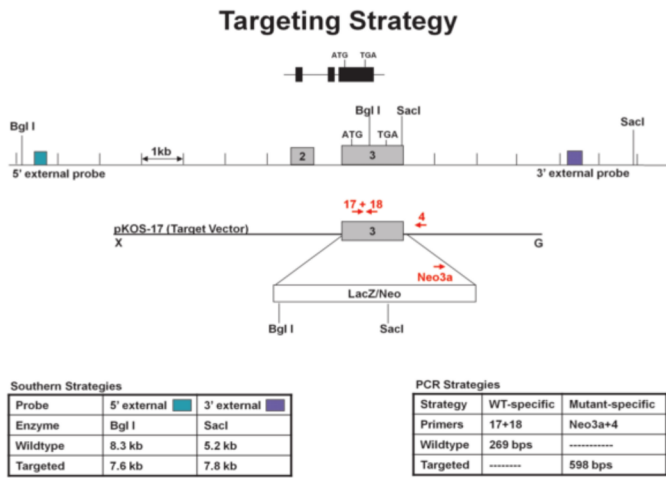 Targeting Strategy
ATG TGA
Bgl I SacI
Bgl I ATG TGA SacI
1kb 2 3
5' external probe 3' external probe
17 + 18
pKOS-17 (Target Vector) 3 4
X G
Neo3a
LacZ/Neo
Bgl I SacI
Southern Strategies
Probe 5' external 3' external
Enzyme Bgl I SacI
Wildtype 8.3 kb 5.2 kb
Targeted 7.6 kb 7.8 kb
PCR Strategies
Strategy WT-specific Mutant-specific
Primers 17+18 Neo3a+4
Wildtype 269 bps -----------
Targeted -------- 598 bps